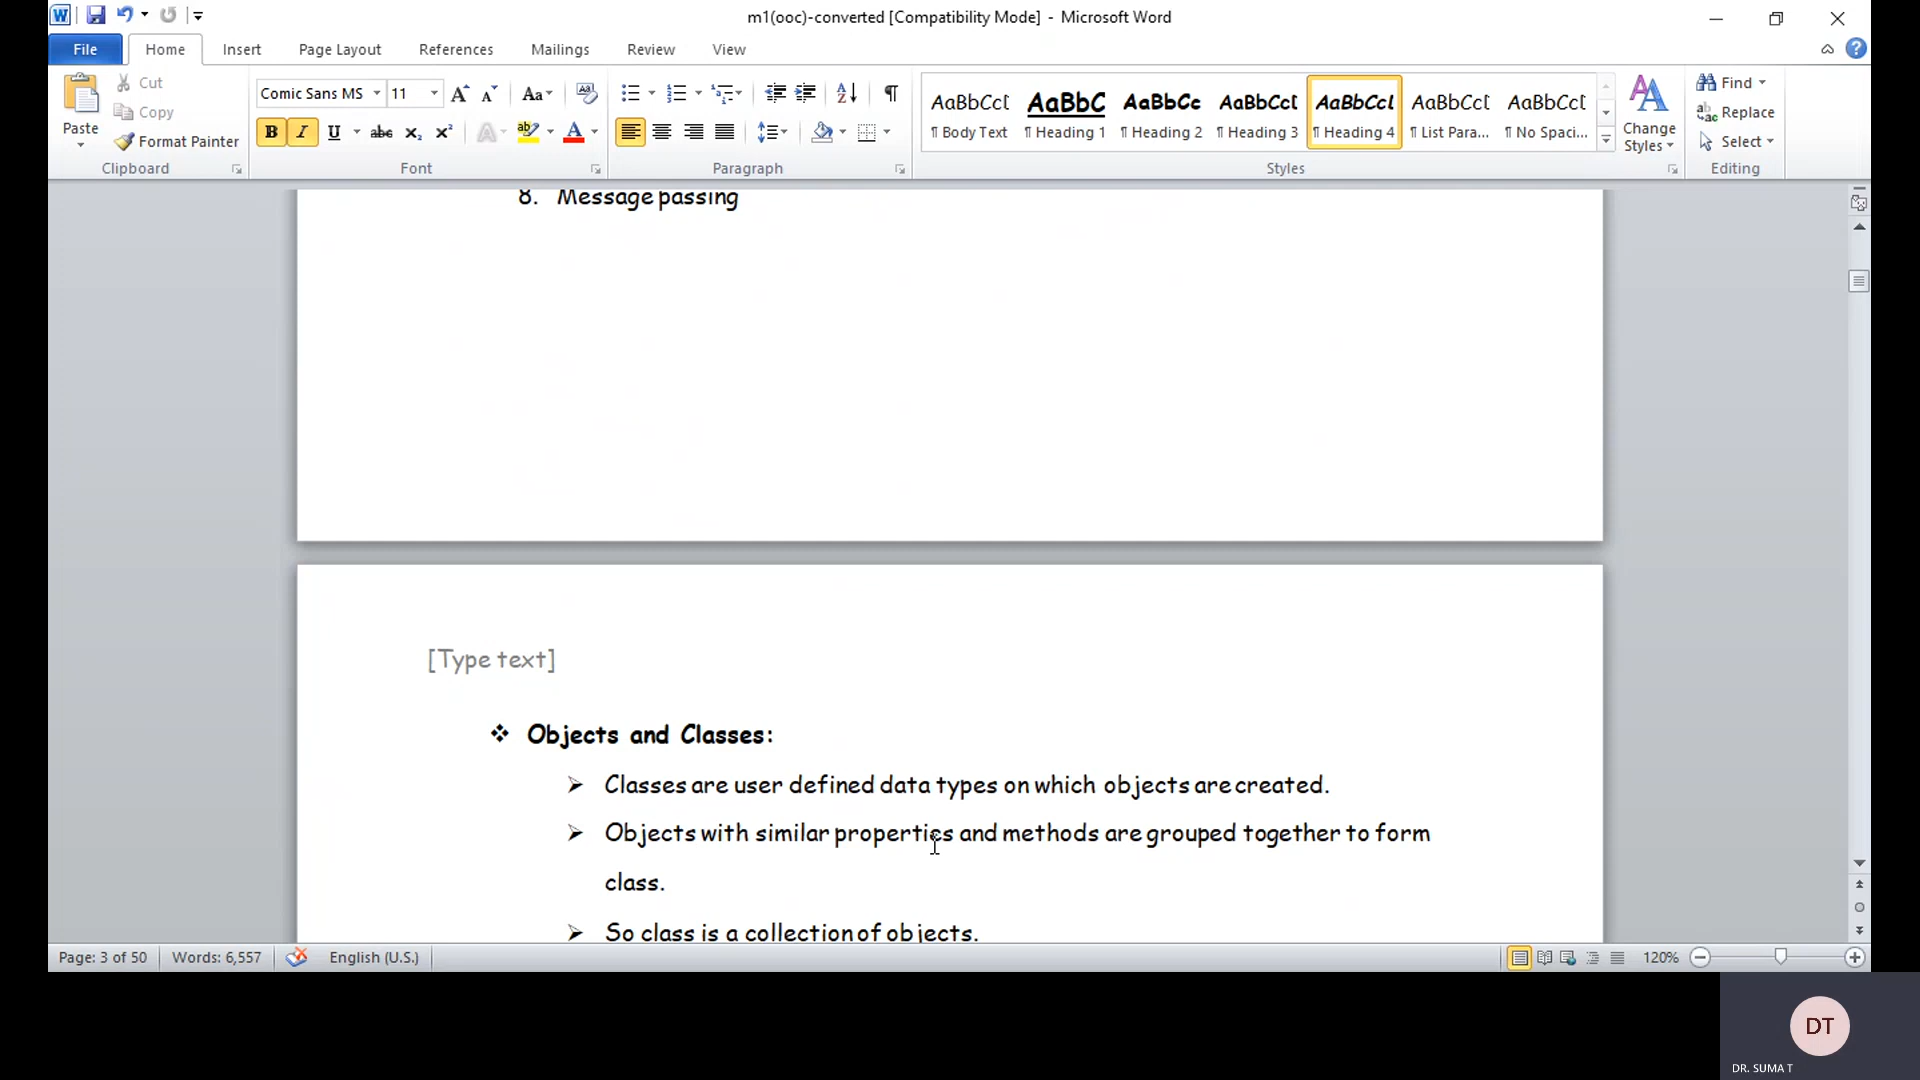 m1(ooc)-converted [Compatibility Mode] - Microsoft Word
File Home Insert Page Layout References Mailings Review View
Paste
Cut
Copy
Format Painter
Clipboard
Comic Sans MS 11
Font
Paragraph
AaBbCcI AaBbC AaBbCc AaBbCcI AaBbCcL AaBbCcI AaBbCcI
¶ Body Text ¶ Heading 1 ¶ Heading 2 ¶ Heading 3 ¶ Heading 4 ¶ List Para... ¶ No Spaci...
Change Styles
Styles
Find
Replace
Select
Editing
8. Message passing
[Type text]
❖ Objects and Classes:
➢ Classes are user defined data types on which objects are created.
➢ Objects with similar properties and methods are grouped together to form
class.
➢ So class is a collection of objects.
Page: 3 of 50 Words: 6,557 English (U.S.) 120%
DT
DR. SUMA T